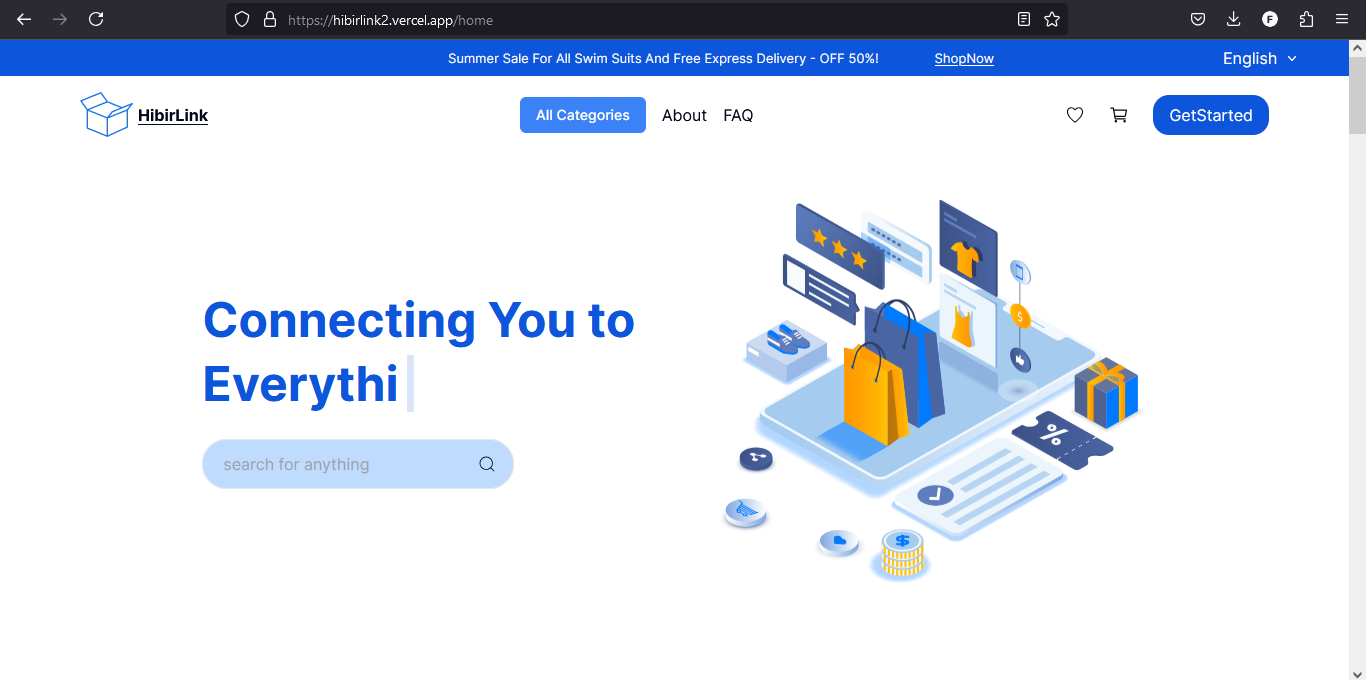 https://hibirlink2.vercel.app/home
F
Summer Sale For All Swim Suits And Free Express Delivery - OFF 50%!
ShopNow
English
HibirLink
All Categories
About
FAQ
GetStarted
Connecting You to
Everythi
search for anything
$
%
$